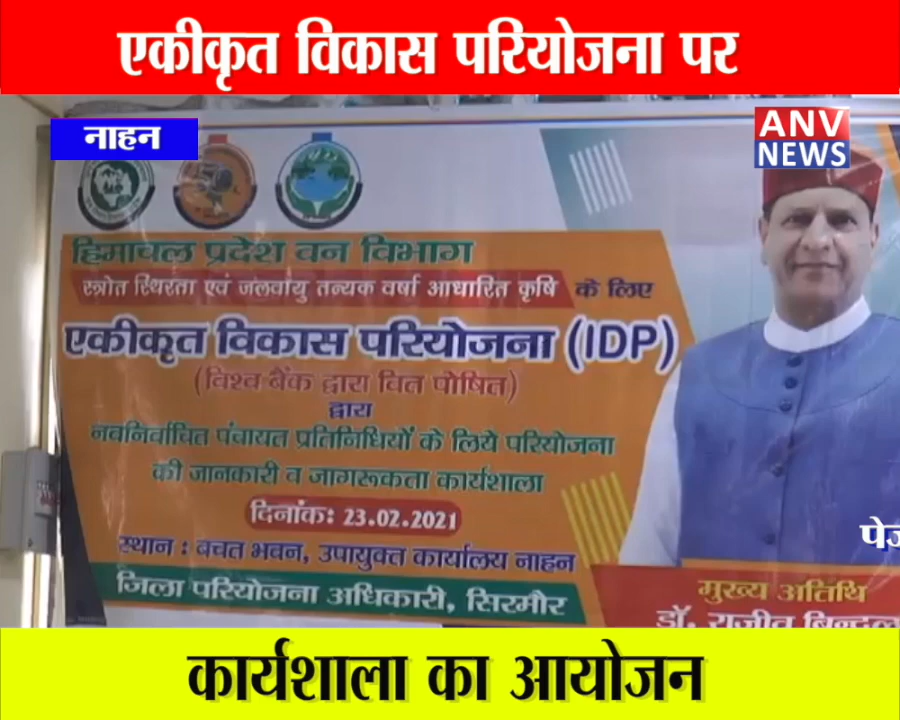 एकीकृत विकास परियोजना पर
नाहन
ANV
NEWS
हिमाचल प्रदेश वन विभाग
स्त्रोत स्थिरता एवं जलवायु तन्यक वर्षा आधारित कृषि के लिए
एकीकृत विकास परियोजना (IDP)
(विश्व बैंक द्वारा वित पोषित)
द्वारा
नवनिर्वाचित पंचायत प्रतिनिधियों के लिये परियोजना
की जानकारी व जागरूकता कार्यशाला
दिनांक: 23.02.2021
स्थान : बचत भवन, उपायुक्त कार्यालय नाहन
जिला परियोजना अधिकारी, सिरमौर
पेज
मुख्य अतिथि
डॉ. राजीव बिन्दल
कार्यशाला का आयोजन